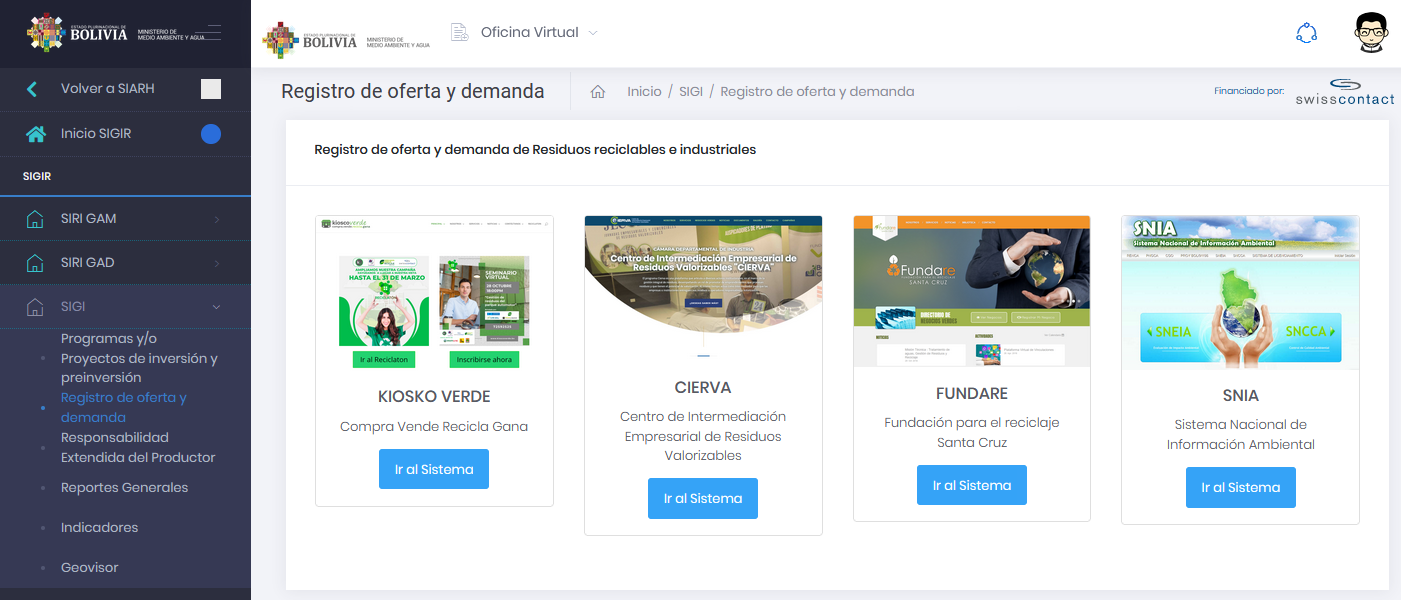 ESTADO PLURINACIONAL DE
BOLIVIA
MINISTERIO DE
MEDIO AMBIENTE Y AGUA
Volver a SIARH
Inicio SIGIR
SIGIR
SIRI GAM
SIRI GAD
SIGI
Programas y/o
Proyectos de inversión y
preinversión
Registro de oferta y
demanda
Responsabilidad
Extendida del Productor
Reportes Generales
Indicadores
Geovisor
ESTADO PLURINACIONAL DE
BOLIVIA
MINISTERIO DE
MEDIO AMBIENTE Y AGUA
Oficina Virtual
Registro de oferta y demanda
Inicio / SIGI / Registro de oferta y demanda
Financiado por:
swisscontact
Registro de oferta y demanda de Residuos reciclables e industriales
kioscoverde
AMPLIAMOS NUESTRA CAMPAÑA
HASTA EL 31 DE MARZO
SEMINARIO
VIRTUAL
28 OCTUBRE
Ir al Reciclaton
Inscribirse ahora
KIOSKO VERDE
Compra Vende Recicla Gana
Ir al Sistema
CIERVA
CÁMARA DEPARTAMENTAL DE INDUSTRIA
Centro de Intermediación Empresarial de
Residuos Valorizables "CIERVA"
CIERVA
Centro de Intermediación
Empresarial de Residuos
Valorizables
Ir al Sistema
Fundare
SANTA CRUZ
DIRECTORIO DE
NEGOCIOS VERDES
FUNDARE
Fundación para el reciclaje
Santa Cruz
Ir al Sistema
SNIA
Sistema Nacional de Información Ambiental
SNEIA
SNCCA
SNIA
Sistema Nacional de
Información Ambiental
Ir al Sistema